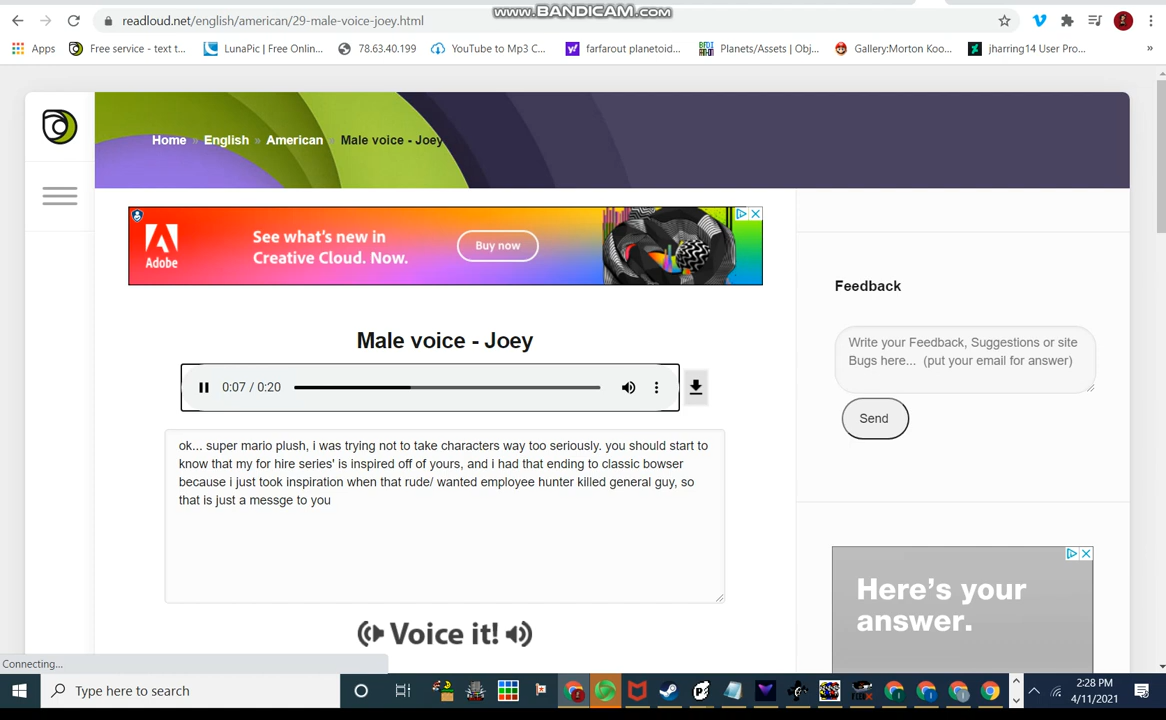 www.BANDICAM.com
readloud.net/english/american/29-male-voice-joey.html
Apps
Free service - text t...
LunaPic | Free Onlin...
78.63.40.199
YouTube to Mp3 C...
farfarout planetoid...
Planets/Assets | Obj...
Gallery:Morton Koo...
jharring14 User Pro...
»
Home » English » American » Male voice - Joey
Adobe
See what's new in
Creative Cloud. Now.
Buy now
Feedback
Write your Feedback, Suggestions or site
Bugs here... (put your email for answer)
Send
Male voice - Joey
0:07 / 0:20
ok... super mario plush, i was trying not to take characters way too seriously. you should start to
know that my for hire series' is inspired off of yours, and i had that ending to classic bowser
because i just took inspiration when that rude/ wanted employee hunter killed general guy, so
that is just a messge to you
Here's your
answer.
Voice it!
Connecting...
Type here to search
2:28 PM
4/11/2021